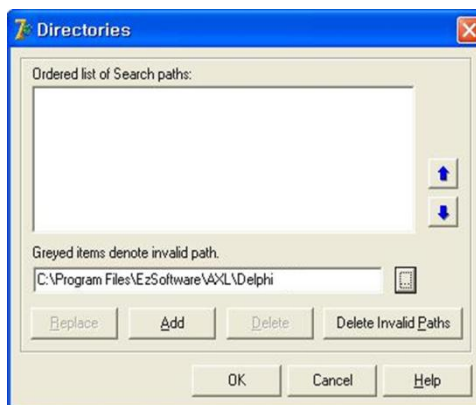 Directories
Ordered list of Search paths:
Greyed items denote invalid path.
C:\Program Files\EzSoftware\AXL\Delphi
...
Replace Add Delete Delete Invalid Paths
OK Cancel Help